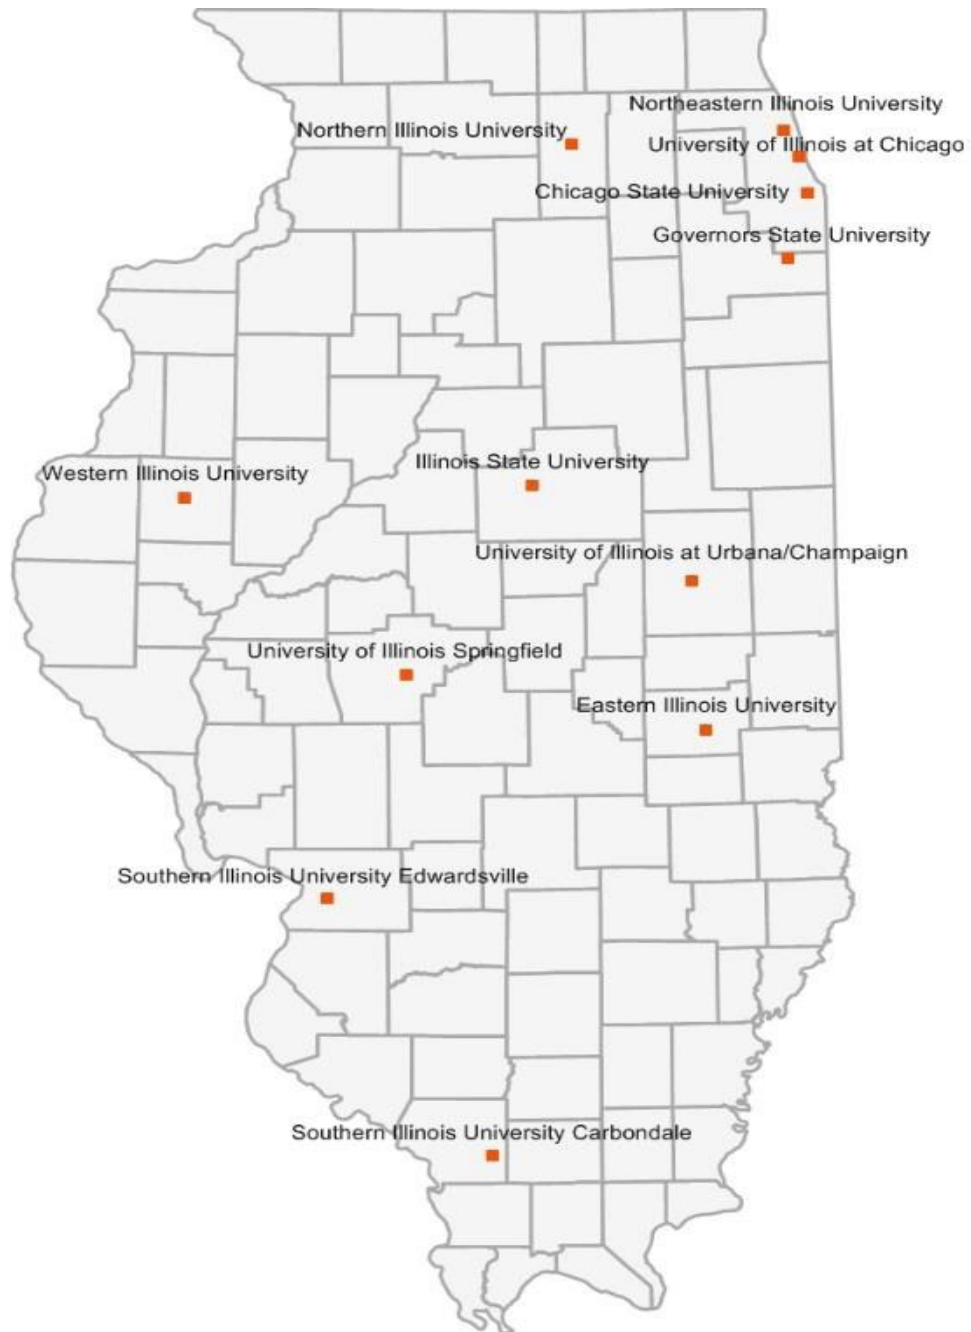 Northeastern Illinois University
Northern Illinois University
University of Illinois at Chicago
Chicago State University
Governors State University
Western Illinois University
Illinois State University
University of Illinois at Urbana/Champaign
University of Illinois Springfield
Eastern Illinois University
Southern Illinois University Edwardsville
Southern Illinois University Carbondale